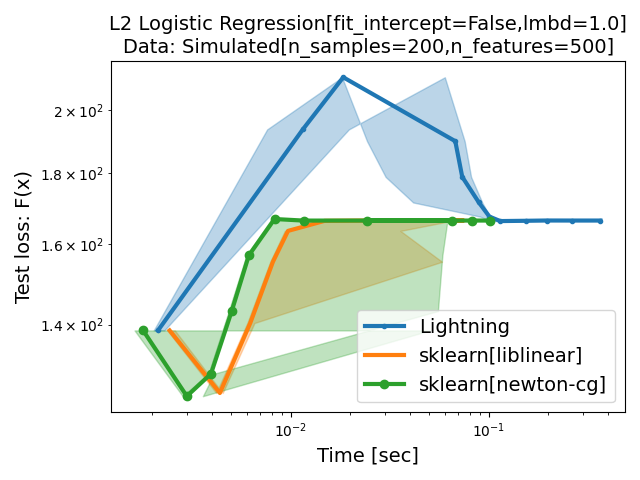 L2 Logistic Regression[fit_intercept=False,lmbd=1.0]
Data: Simulated[n_samples=200,n_features=500]
Test loss: F(x)
2 × 10²
1.8 × 10²
1.6 × 10²
1.4 × 10²
Lightning
sklearn[liblinear]
sklearn[newton-cg]
10⁻² 10⁻¹
Time [sec]